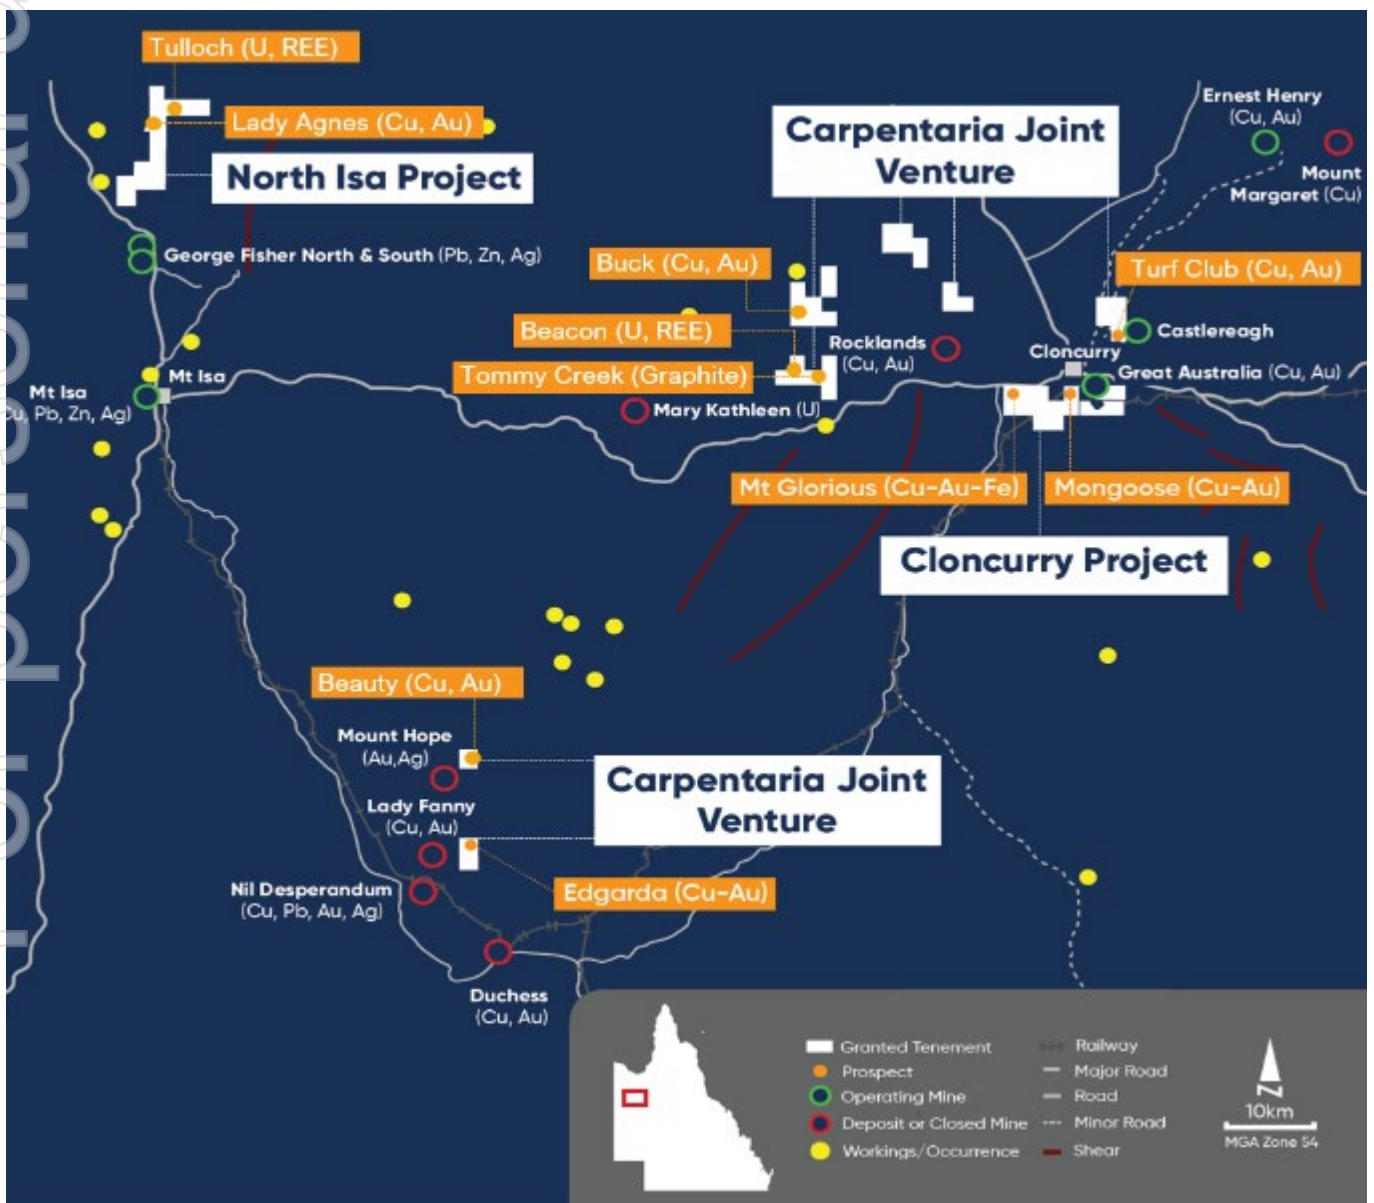 For personal u
Tulloch (U, REE)
Lady Agnes (Cu, Au)
North Isa Project
George Fisher North & South (Pb, Zn, Ag)
Mt Isa
Mt Isa
Cu, Pb, Zn, Ag)
Carpentaria Joint
Venture
Ernest Henry
(Cu, Au)
Mount
Margaret (Cu)
Buck (Cu, Au)
Turf Club (Cu, Au)
Beacon (U, REE)
Rocklands
(Cu, Au)
Castlereagh
Cloncurry
Tommy Creek (Graphite)
Great Australia (Cu, Au)
Mary Kathleen (U)
Mt Glorious (Cu-Au-Fe)
Mongoose (Cu-Au)
Cloncurry Project
Beauty (Cu, Au)
Mount Hope
(Au,Ag)
Carpentaria Joint
Venture
Lady Fanny
(Cu, Au)
Nil Desperandum
(Cu, Pb, Au, Ag)
Edgarda (Cu-Au)
Duchess
(Cu, Au)
Granted Tenement
Prospect
Operating Mine
Deposit or Closed Mine
Workings/Occurrence
Railway
Major Road
Road
Minor Road
Shear
N
10km
MGA Zone 54